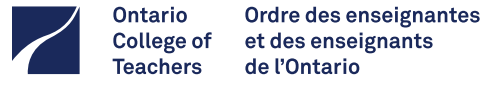 Ontario
College of
Teachers
Ordre des enseignantes
et des enseignants
de l'Ontario